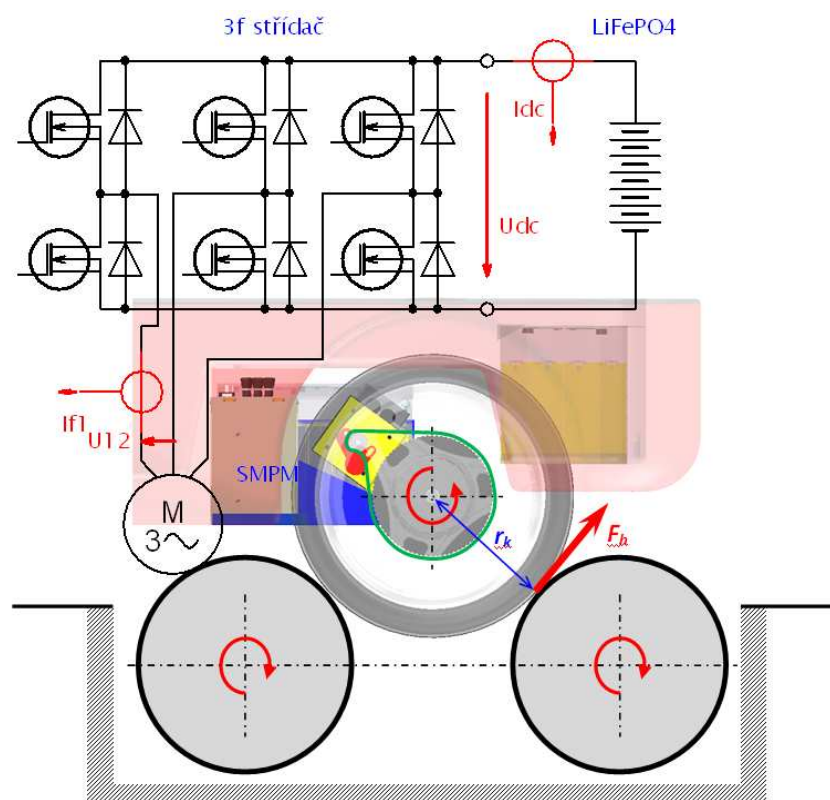 3f střídač
LiFePO4
Idc
Udc
If1
U12
SMPM
M
3
rk
Fh